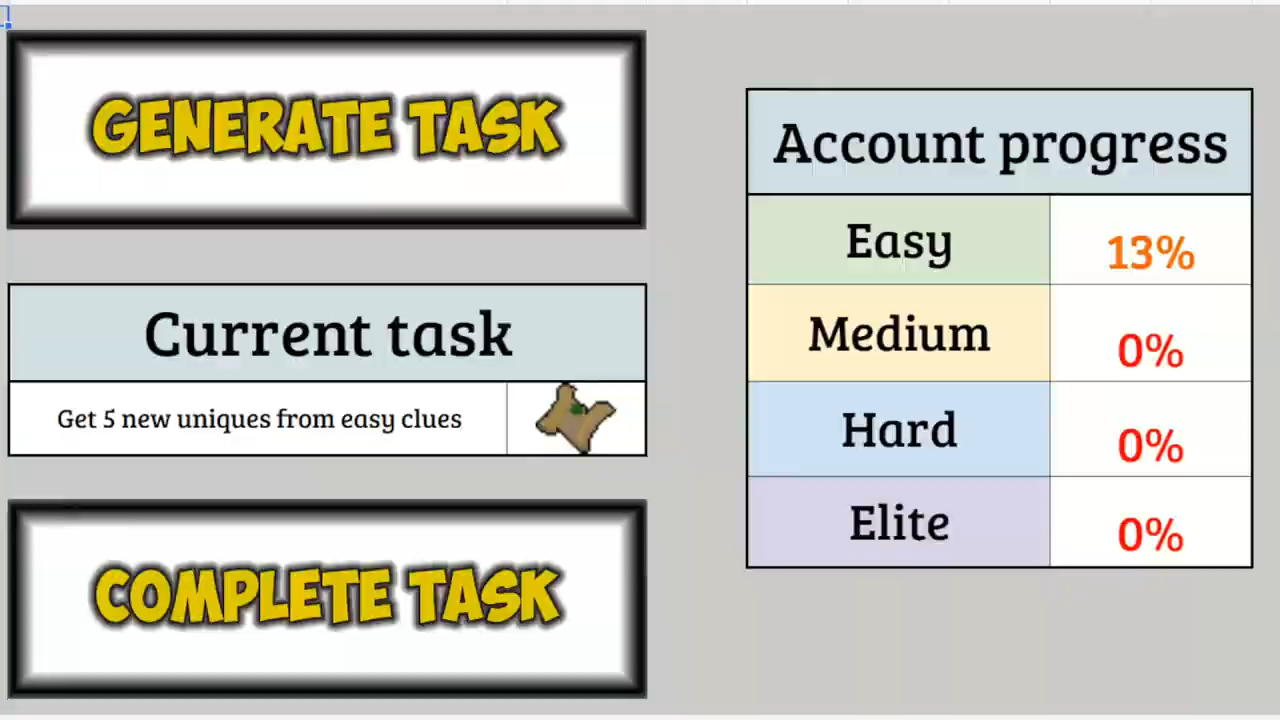 GENERATE TASK
Current task
Get 5 new uniques from easy clues
COMPLETE TASK
Account progress
Easy 13%
Medium 0%
Hard 0%
Elite 0%